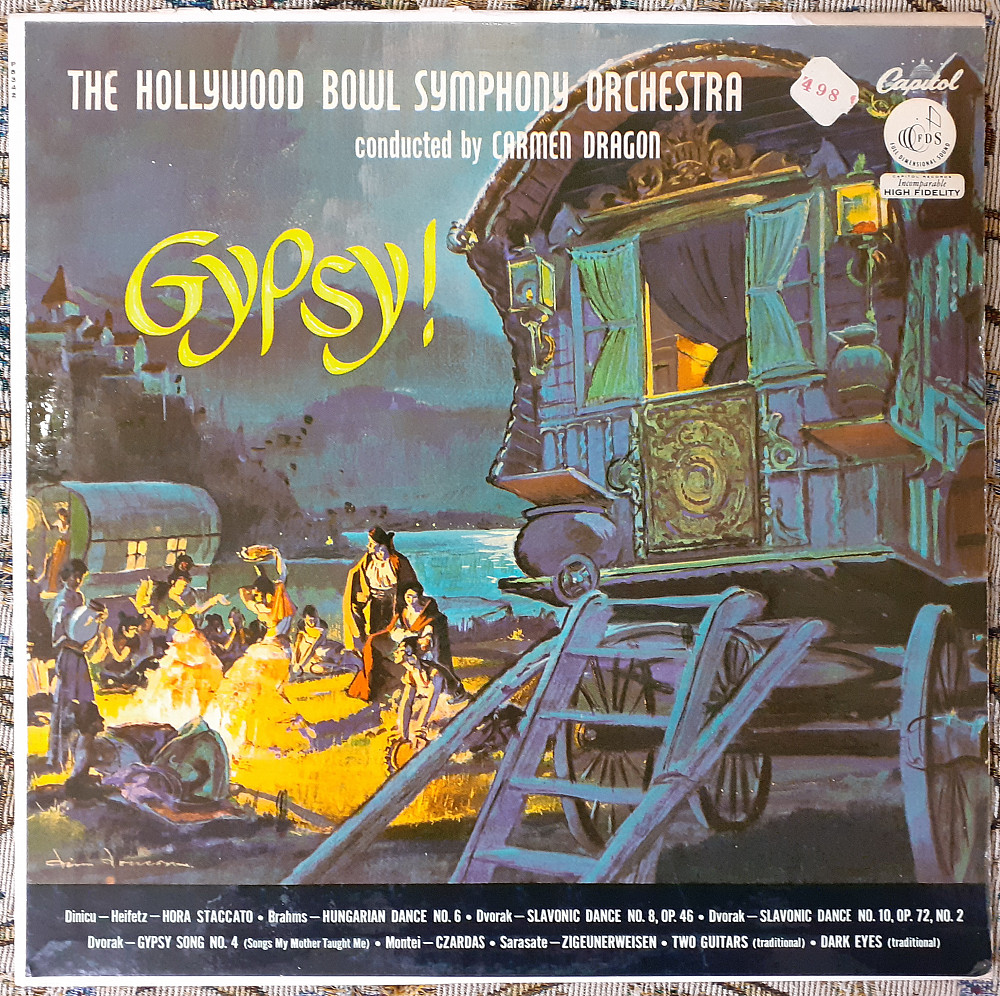 THE HOLLYWOOD BOWL SYMPHONY ORCHESTRA
conducted by CARMEN DRAGON
498
Capitol
FDS
FULL DIMENSIONAL SOUND
CAPITOL RECORDS
Incomparable
HIGH FIDELITY
GYPSY!
Dinicu—Heifetz—HORA STACCATO • Brahms—HUNGARIAN DANCE NO. 6 • Dvorak—SLAVONIC DANCE NO. 8, OP. 46 • Dvorak—SLAVONIC DANCE NO. 10, OP. 72, NO. 2
Dvorak—GYPSY SONG NO. 4 (Songs My Mother Taught Me) • Montei—CZARDAS • Sarasate—ZIGEUNERWEISEN • TWO GUITARS (traditional) • DARK EYES (traditional)